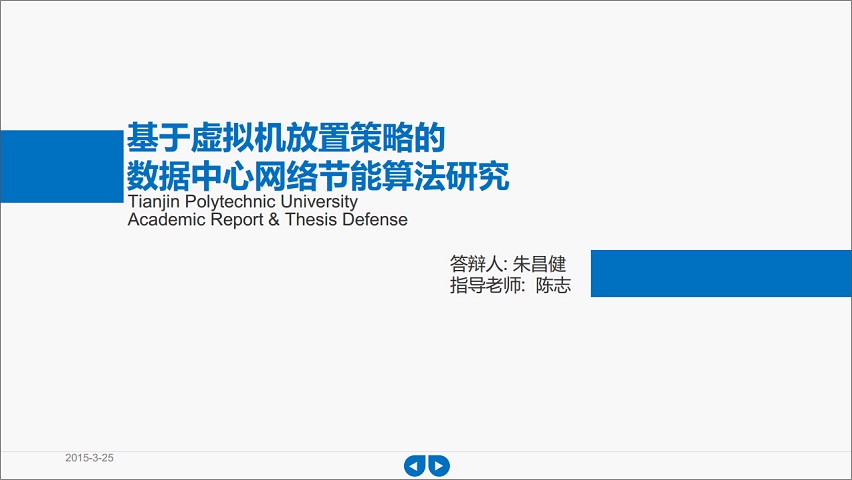 基于虚拟机放置策略的
数据中心网络节能算法研究
Tianjin Polytechnic University
Academic Report & Thesis Defense
答辩人: 朱昌健
指导老师: 陈志
2015-3-25